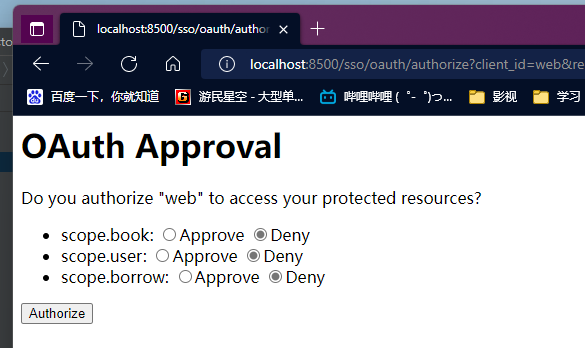 localhost:8500/sso/oauth/author
localhost:8500/sso/oauth/authorize?client_id=web&re
百度一下，你就知道
游民星空 - 大型单...
哔哩哔哩 (゜-゜)つ...
影视
学习
OAuth Approval
Do you authorize "web" to access your protected resources?
• scope.book: Approve Deny
• scope.user: Approve Deny
• scope.borrow: Approve Deny
Authorize